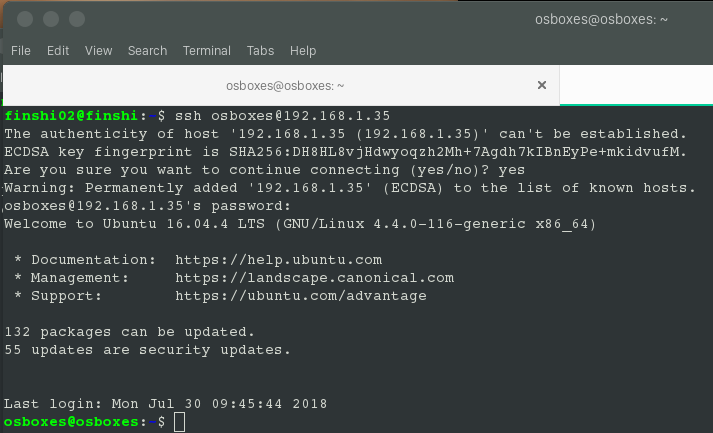 osboxes@osboxes: ~
File Edit View Search Terminal Tabs Help
osboxes@osboxes: ~ ×
finshi02@finshi:~$ ssh osboxes@192.168.1.35
The authenticity of host '192.168.1.35 (192.168.1.35)' can't be established.
ECDSA key fingerprint is SHA256:DH8HL8vjHdwyoqzh2Mh+7Agdh7kIBnEyPe+mkidvufM.
Are you sure you want to continue connecting (yes/no)? yes
Warning: Permanently added '192.168.1.35' (ECDSA) to the list of known hosts.
osboxes@192.168.1.35's password:
Welcome to Ubuntu 16.04.4 LTS (GNU/Linux 4.4.0-116-generic x86_64)
* Documentation: https://help.ubuntu.com
* Management: https://landscape.canonical.com
* Support: https://ubuntu.com/advantage
132 packages can be updated.
55 updates are security updates.
Last login: Mon Jul 30 09:45:44 2018
osboxes@osboxes:~$